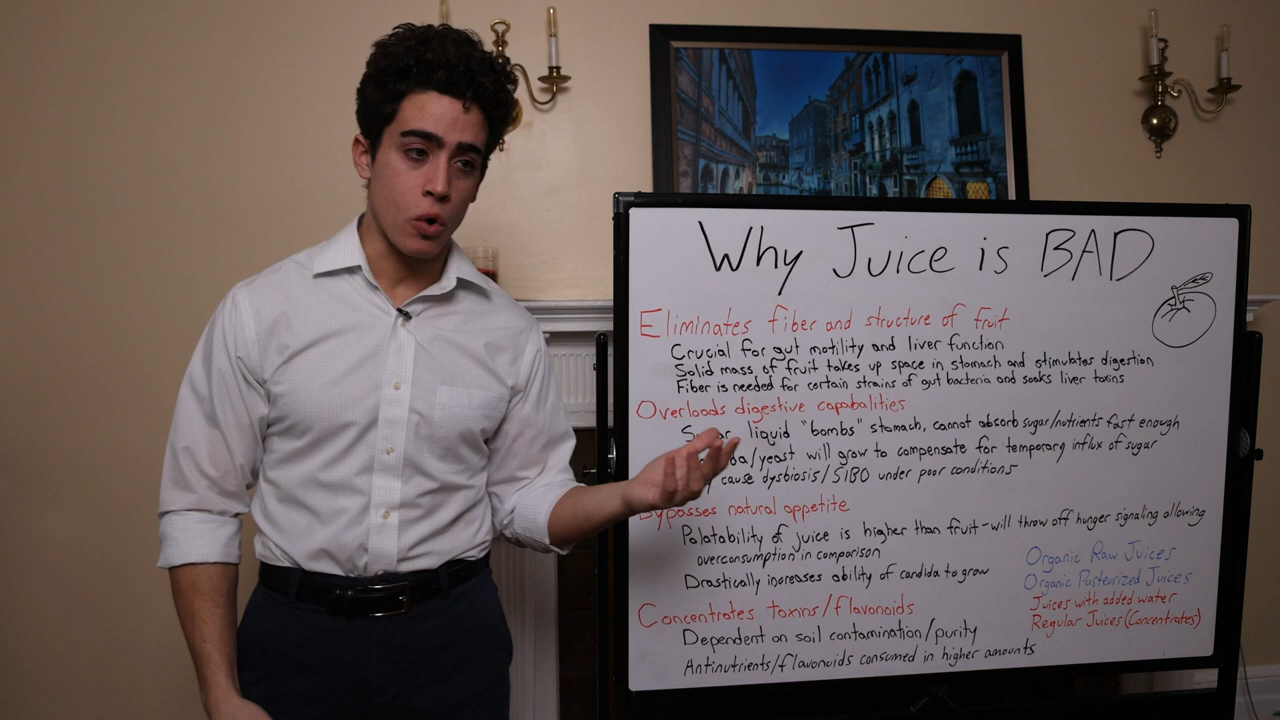 Why Juice is BAD
Eliminates fiber and structure of fruit
Crucial for gut motility and liver function
Solid mass of fruit takes up space in stomach and stimulates digestion
Fiber is needed for certain strains of gut bacteria and soaks liver toxins
Overloads digestive capabalities
liquid "bombs" stomach, cannot absorb sugar/nutrients fast enough
/yeast will grow to compensate for temporary influx of sugar
cause dysbiosis/SIBO under poor conditions
Bypasses natural appetite
Palatability of juice is higher than fruit - will throw off hunger signaling allowing
overconsumption in comparison
Drastically increases ability of candida to grow
Concentrates toxins/flavonoids
Dependent on soil contamination/purity
Antinutrients/flavonoids consumed in higher amounts
Organic Raw Juices
Organic Pasteurized Juices
Juices with added water
Regular Juices (Concentrates)